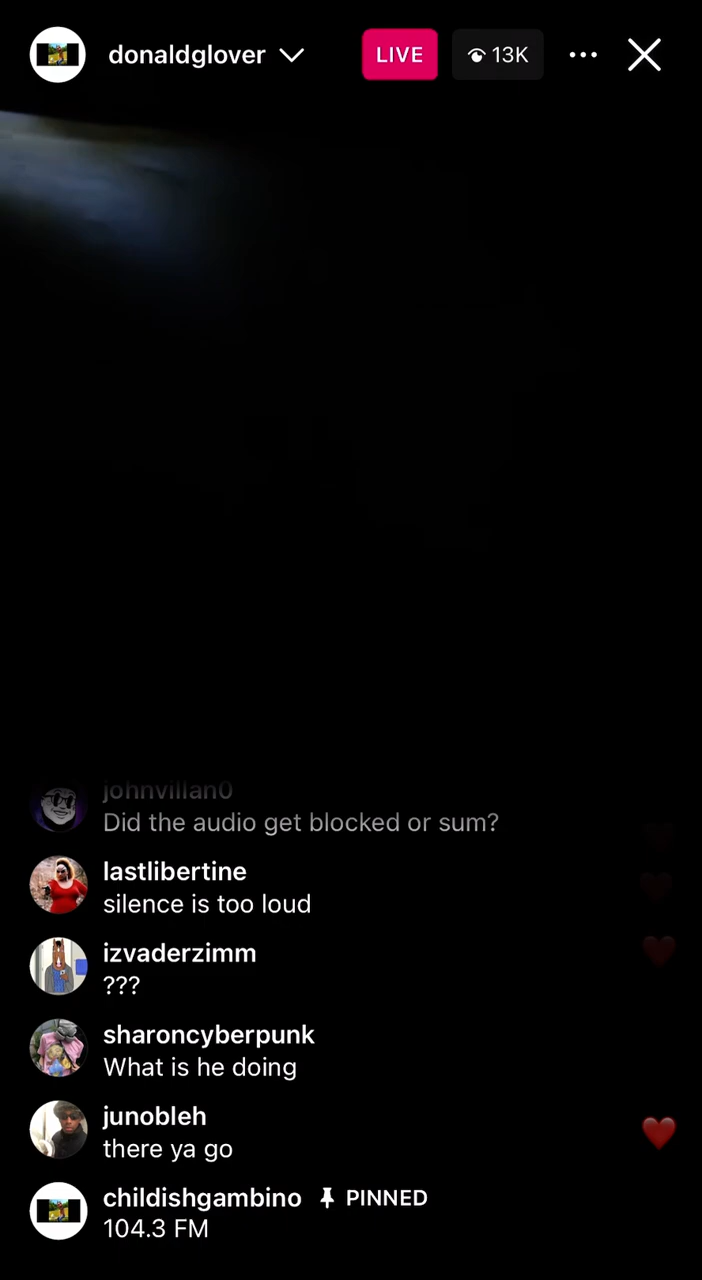 donaldglover
LIVE
13K
johnvillan0
Did the audio get blocked or sum?
lastlibertine
silence is too loud
izvaderzimm
???
sharoncyberpunk
What is he doing
junobleh
there ya go
childishgambino PINNED
104.3 FM